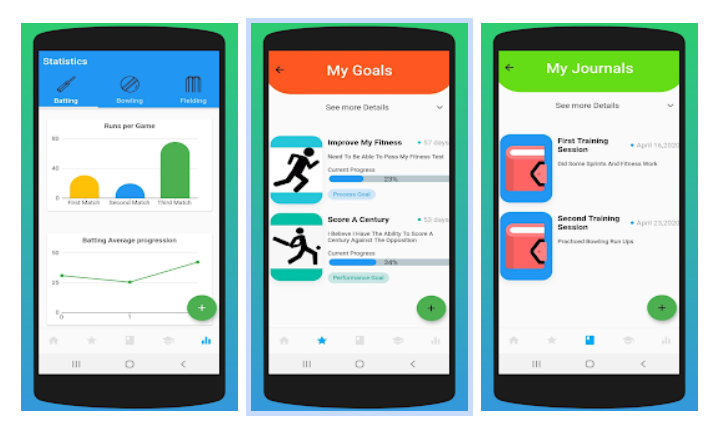 Statistics
Batting
Bowling
Fielding
Runs per Game
80
40
0
First Match Second Match Third Match
Batting Average progression
50
25
0
0
1
+
My Goals
See more Details
Improve My Fitness
57 days
Need To Be Able To Pass My Fitness Test
Current Progress
23%
Process Goal
Score A Century
53 days
I Believe I Have The Ability To Score A
Century Against The Opposition
Current Progress
34%
Performance Goal
+
My Journals
See more Details
First Training
Session
April 16,2020
Did Some Sprints And Fitness Work
Second Training
Session
April 23,2020
Practiced Bowling Run Ups
+